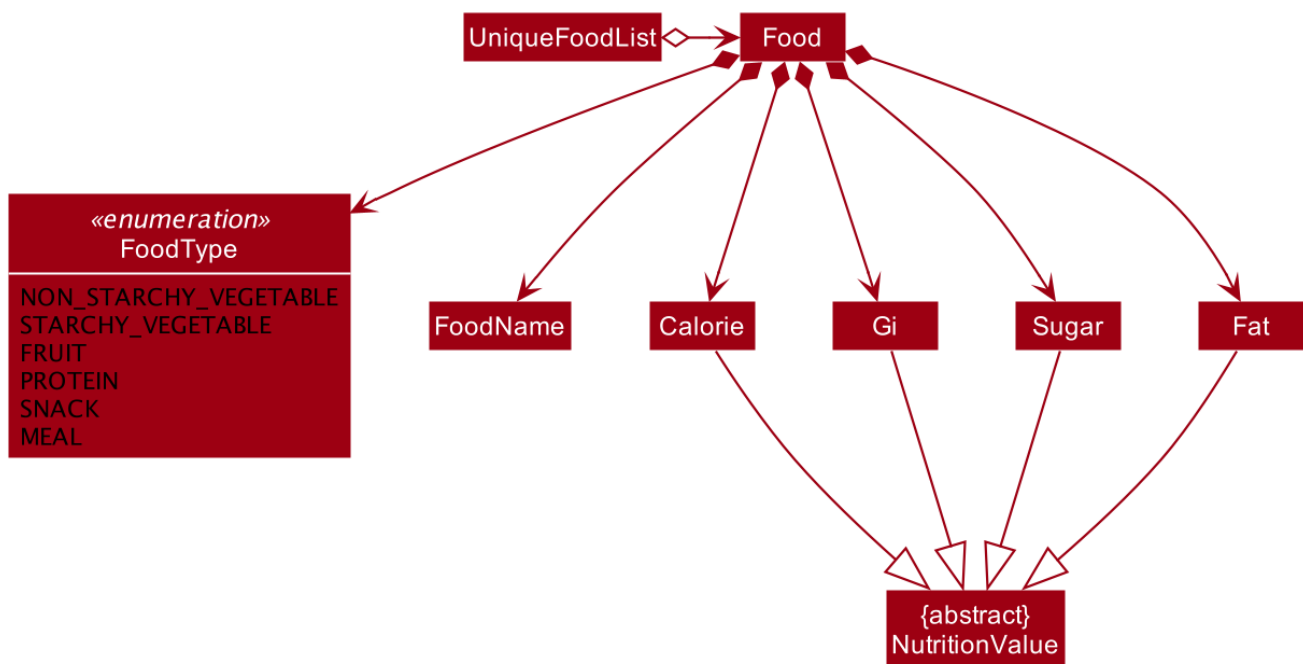 UniqueFoodList
Food
«enumeration»
FoodType
NON_STARCHY_VEGETABLE
STARCHY_VEGETABLE
FRUIT
PROTEIN
SNACK
MEAL
FoodName
Calorie
Gi
Sugar
Fat
{abstract}
NutritionValue